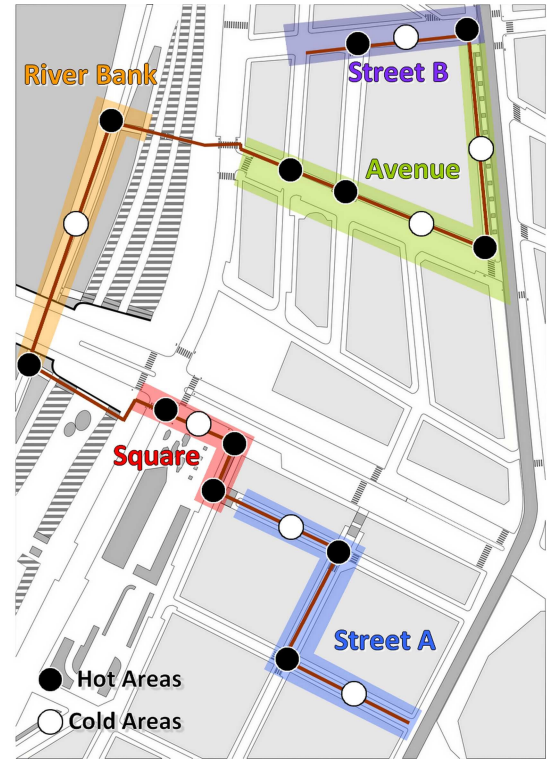 River Bank
Street B
Avenue
Square
Street A
Hot Areas
Cold Areas